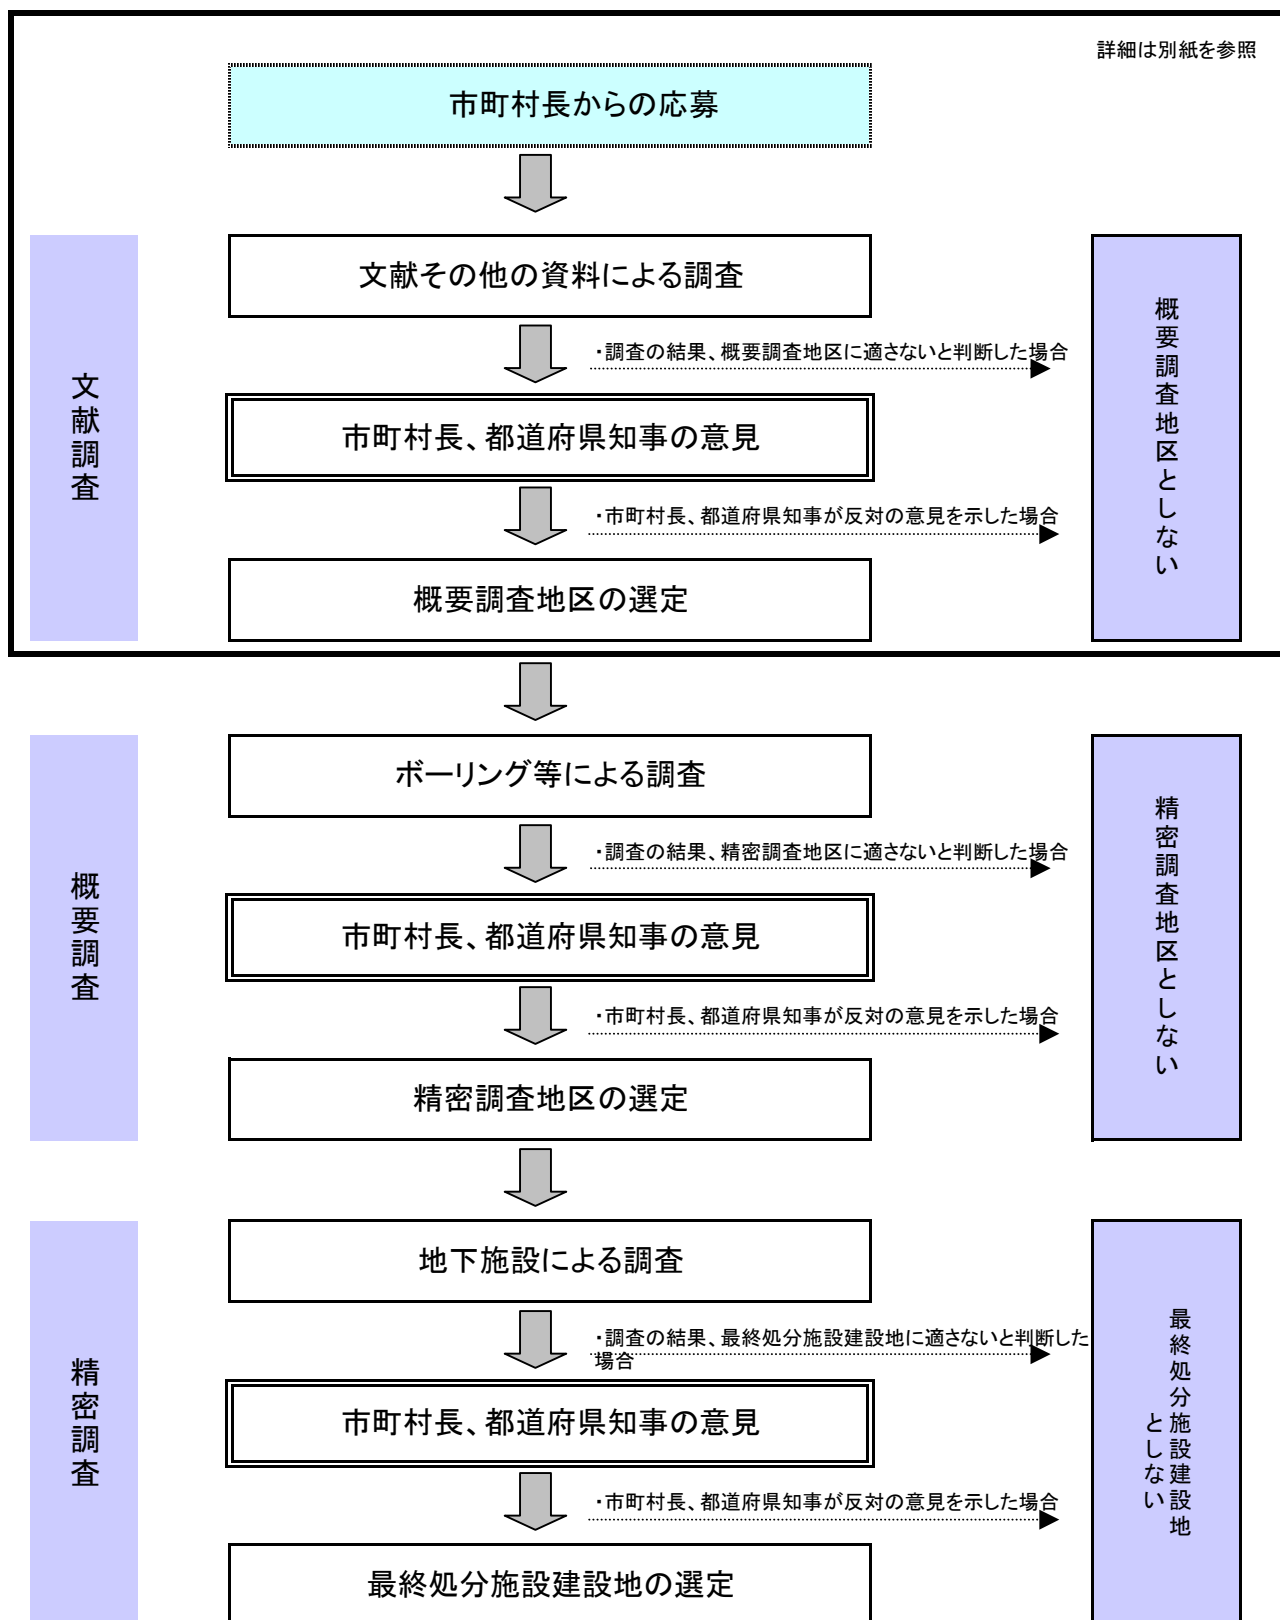 詳細は別紙を参照
市町村長からの応募
文献調査
文献その他の資料による調査
・調査の結果、概要調査地区に適さないと判断した場合
市町村長、都道府県知事の意見
・市町村長、都道府県知事が反対の意見を示した場合
概要調査地区の選定
概要調査地区としない
概要調査
ボーリング等による調査
・調査の結果、精密調査地区に適さないと判断した場合
市町村長、都道府県知事の意見
・市町村長、都道府県知事が反対の意見を示した場合
精密調査地区の選定
精密調査地区としない
精密調査
地下施設による調査
・調査の結果、最終処分施設建設地に適さないと判断した
場合
市町村長、都道府県知事の意見
・市町村長、都道府県知事が反対の意見を示した場合
最終処分施設建設地の選定
最終処分施設建設地
としない